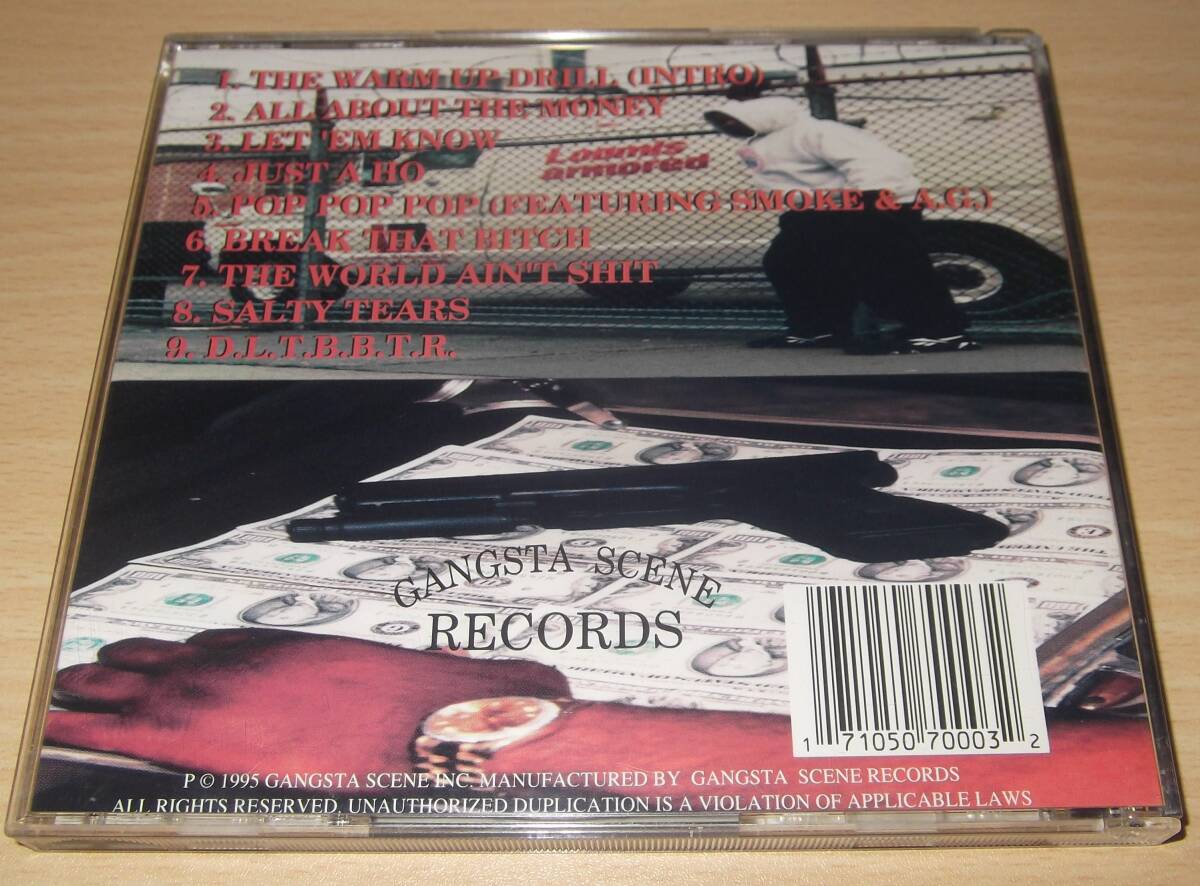 1. THE WARM UP DRILL (INTRO)
2. ALL ABOUT THE MONEY
3. LET 'EM KNOW
4. JUST A HO
5. POP POP POP (FEATURING SMOKE & A.G.)
6. BREAK THAT BITCH
7. THE WORLD AIN'T SHIT
8. SALTY TEARS
9. D.L.T.B.B.T.R.
Loomis
armored
GANGSTA SCENE
RECORDS
1 71050 70003 2
P © 1995 GANGSTA SCENE INC. MANUFACTURED BY GANGSTA SCENE RECORDS
ALL RIGHTS RESERVED. UNAUTHORIZED DUPLICATION IS A VIOLATION OF APPLICABLE LAWS